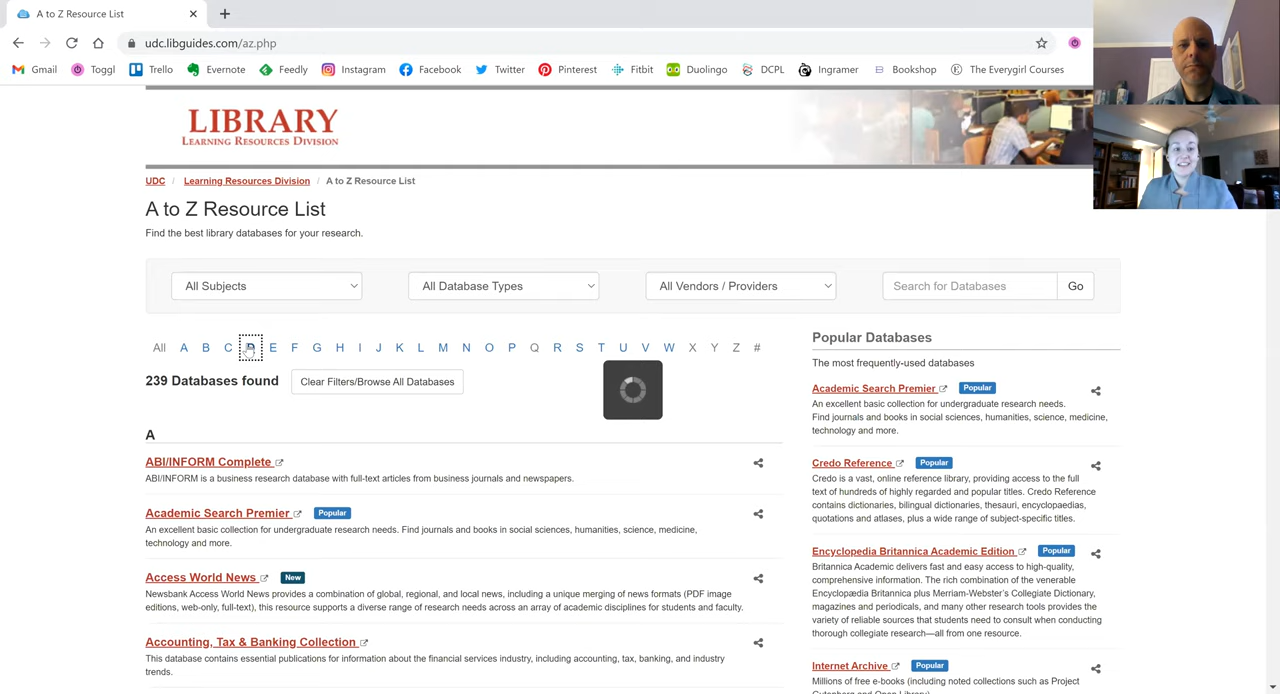 A to Z Resource List
udc.libguides.com/az.php
Gmail Toggl Trello Evernote Feedly Instagram Facebook Twitter Pinterest Fitbit Duolingo DCPL Ingramer Bookshop The Everygirl Courses
LIBRARY
LEARNING RESOURCES DIVISION
UDC / Learning Resources Division / A to Z Resource List
A to Z Resource List
Find the best library databases for your research.
All Subjects All Database Types All Vendors / Providers Search for Databases Go
All A B C D E F G H I J K L M N O P Q R S T U V W X Y Z #
239 Databases found Clear Filters/Browse All Databases
A
ABI/INFORM Complete
ABI/INFORM is a business research database with full-text articles from business journals and newspapers.
Academic Search Premier Popular
An excellent basic collection for undergraduate research needs. Find journals and books in social sciences, humanities, science, medicine,
technology and more.
Access World News New
Newsbank Access World News provides a combination of global, regional, and local news, including a unique merging of news formats (PDF image
editions, web-only, full-text), this resource supports a diverse range of research needs across an array of academic disciplines for students and faculty.
Accounting, Tax & Banking Collection
This database contains essential publications for information about the financial services industry, including accounting, tax, banking, and industry
trends.
Popular Databases
The most frequently-used databases
Academic Search Premier Popular
An excellent basic collection for undergraduate research needs.
Find journals and books in social sciences, humanities, science, medicine,
technology and more.
Credo Reference Popular
Credo is a vast, online reference library, providing access to the full
text of hundreds of highly regarded and popular titles. Credo Reference
contains dictionaries, bilingual dictionaries, thesauri, encyclopaedias,
quotations and atlases, plus a wide range of subject-specific titles.
Encyclopedia Britannica Academic Edition Popular
Britannica Academic delivers fast and easy access to high-quality,
comprehensive information. The rich combination of the venerable
Encyclopædia Britannica plus Merriam-Webster's Collegiate Dictionary,
magazines and periodicals, and many other research tools provides the
variety of reliable sources that students need to consult when conducting
thorough collegiate research—all from one resource.
Internet Archive Popular
Millions of free e-books (including noted collections such as Project
Gutenberg and Open Library)